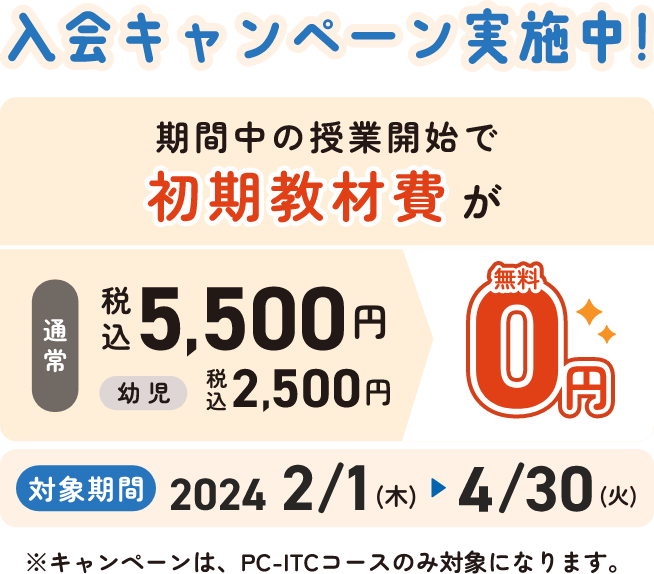 入会キャンペーン実施中!
期間中の授業開始で
初期教材費が
通常
税込5,500円
幼児 税込2,500円
無料
0円
対象期間 2024 2/1(木) ▶ 4/30(火)
※キャンペーンは、PC-ITCコースのみ対象になります。